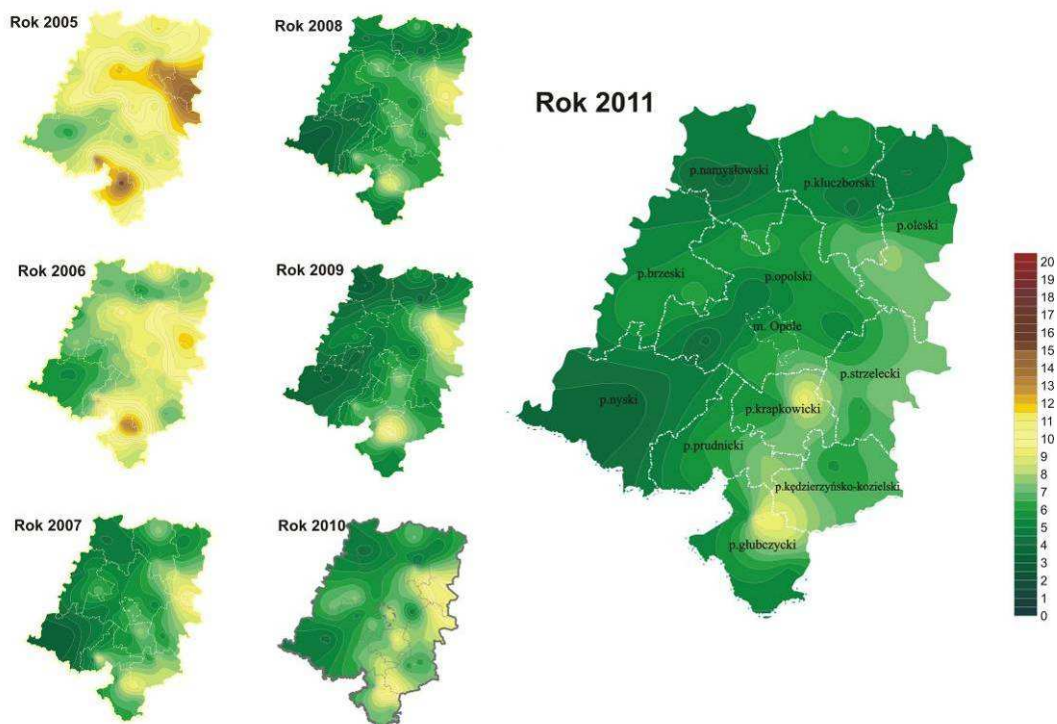 Rok 2005
Rok 2008
Rok 2011
p.namysłowski
p.kluczborski
p.oleski
Rok 2006
Rok 2009
p.brzeski
p.opolski
m. Opole
p.strzelecki
p.nyski
p.krapkowicki
p.prudnicki
p.kędzierzyńsko-kozielski
p.głubczycki
Rok 2007
Rok 2010
20
19
18
17
16
15
14
13
12
11
10
9
8
7
6
5
4
3
2
1
0